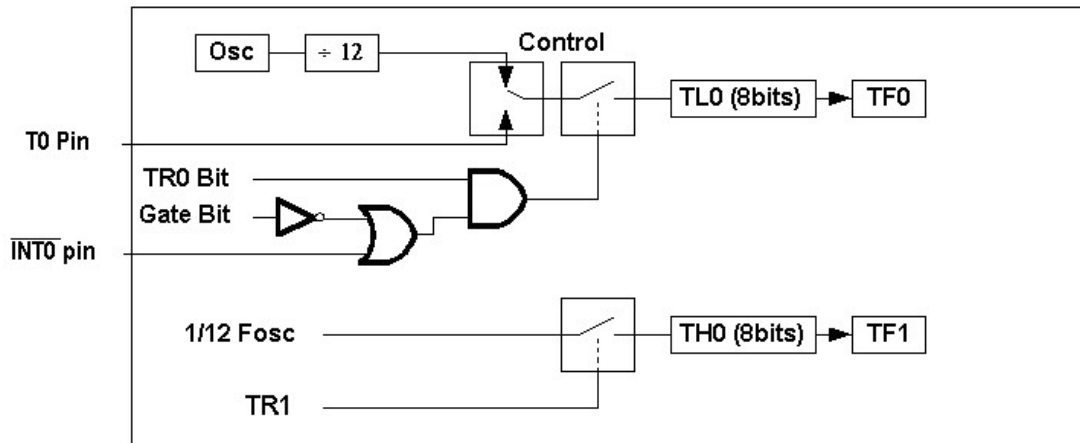 Osc
÷ 12
Control
TL0 (8bits)
TF0
T0 Pin
TR0 Bit
Gate Bit
INT0 pin
1/12 Fosc
TH0 (8bits)
TF1
TR1